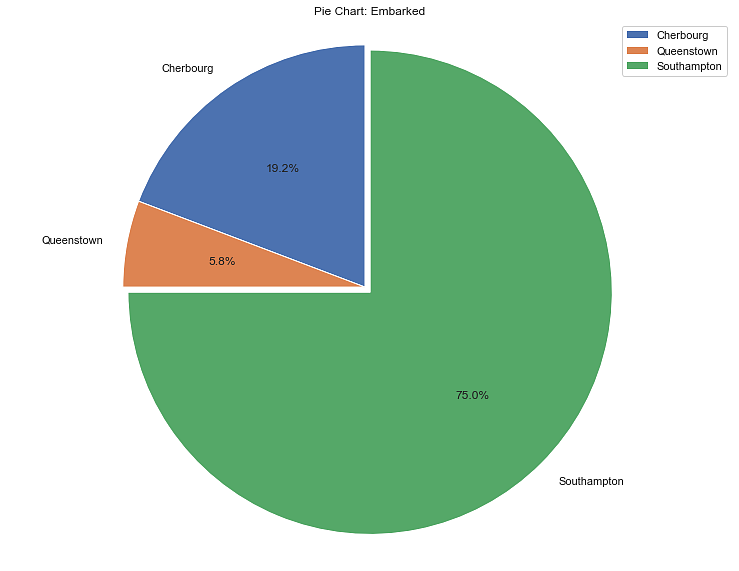 Pie Chart: Embarked
Cherbourg
Queenstown
Southampton
Cherbourg
19.2%
Queenstown
5.8%
75.0%
Southampton